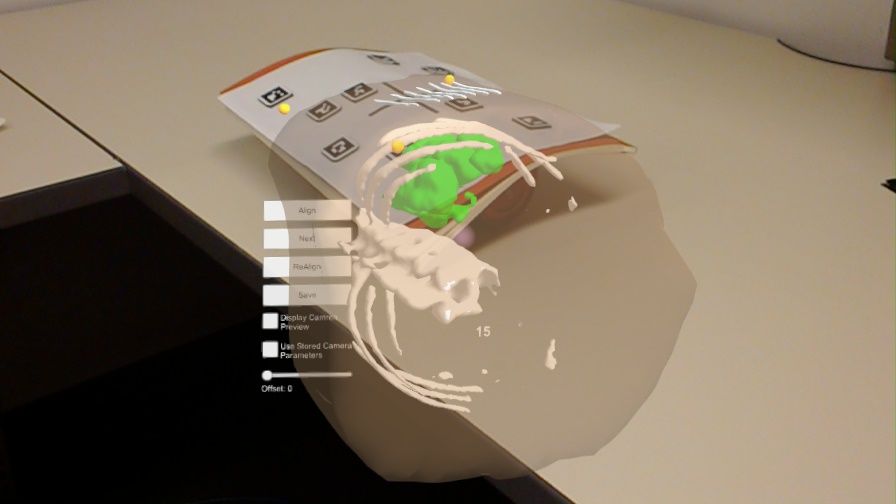 Align
Next
ReAlign
Save
Display Camera
Preview
Use Stored Camera
Parameters
Offset: 0
15